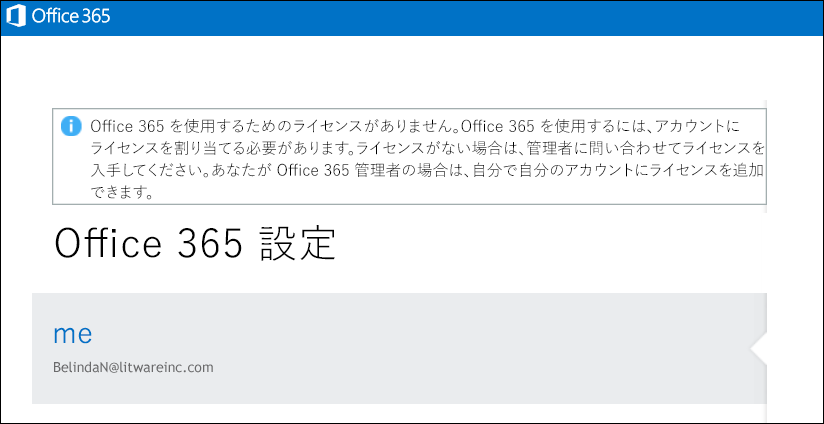 Office 365
Office 365 を使用するためのライセンスがありません。Office 365 を使用するには、アカウントに
ライセンスを割り当てる必要があります。ライセンスがない場合は、管理者に問い合わせてライセンスを
入手してください。あなたが Office 365 管理者の場合は、自分で自分のアカウントにライセンスを追加
できます。
Office 365 設定
me
BelindaN@litwareinc.com